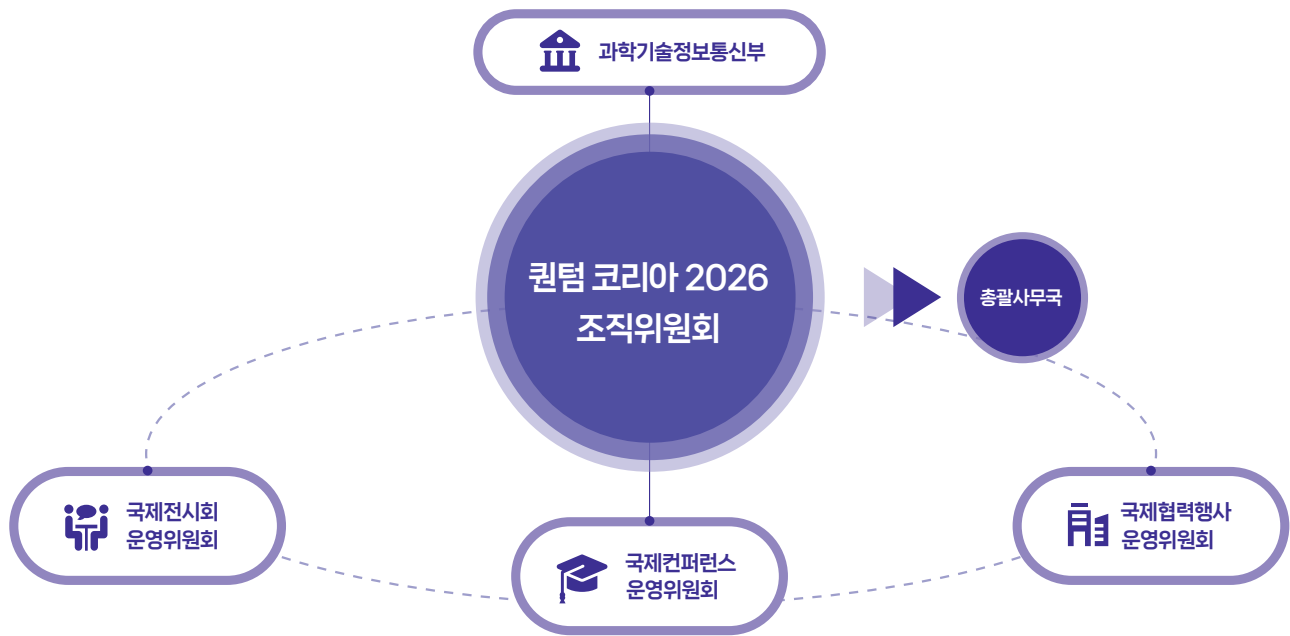 과학기술정보통신부
퀀텀 코리아 2026
조직위원회
총괄사무국
국제전시회
운영위원회
국제컨퍼런스
운영위원회
국제협력행사
운영위원회